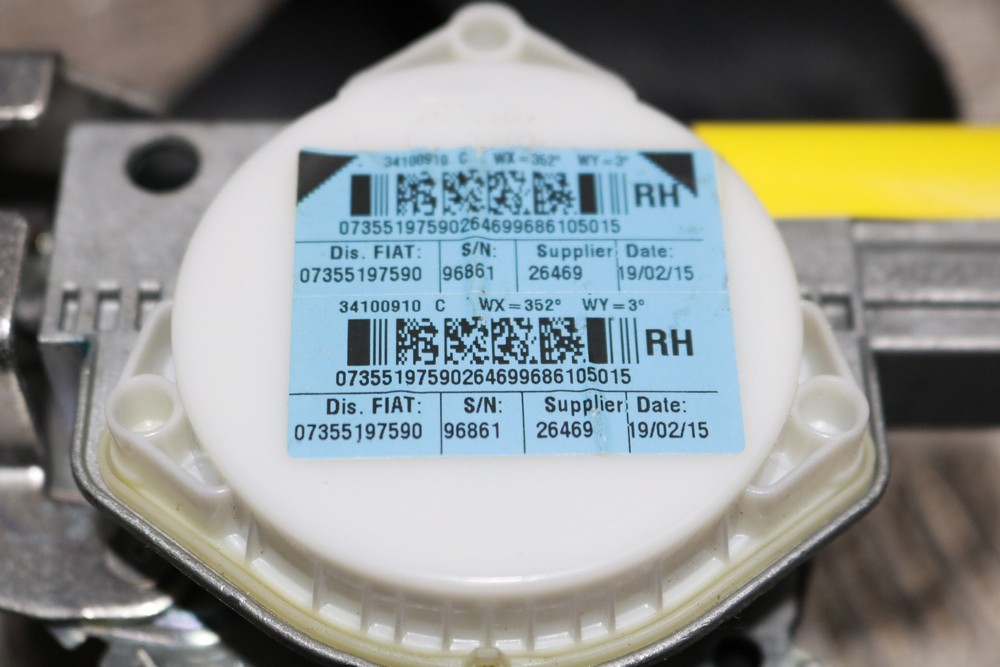 34100910 C WX=352° WY=3°
RH
07355197590264699686105015
Dis. FIAT: S/N: Supplier Date:
07355197590 96861 26469 19/02/15
34100910 C WX=352° WY=3°
RH
07355197590264699686105015
Dis. FIAT: S/N: Supplier Date:
07355197590 96861 26469 19/02/15